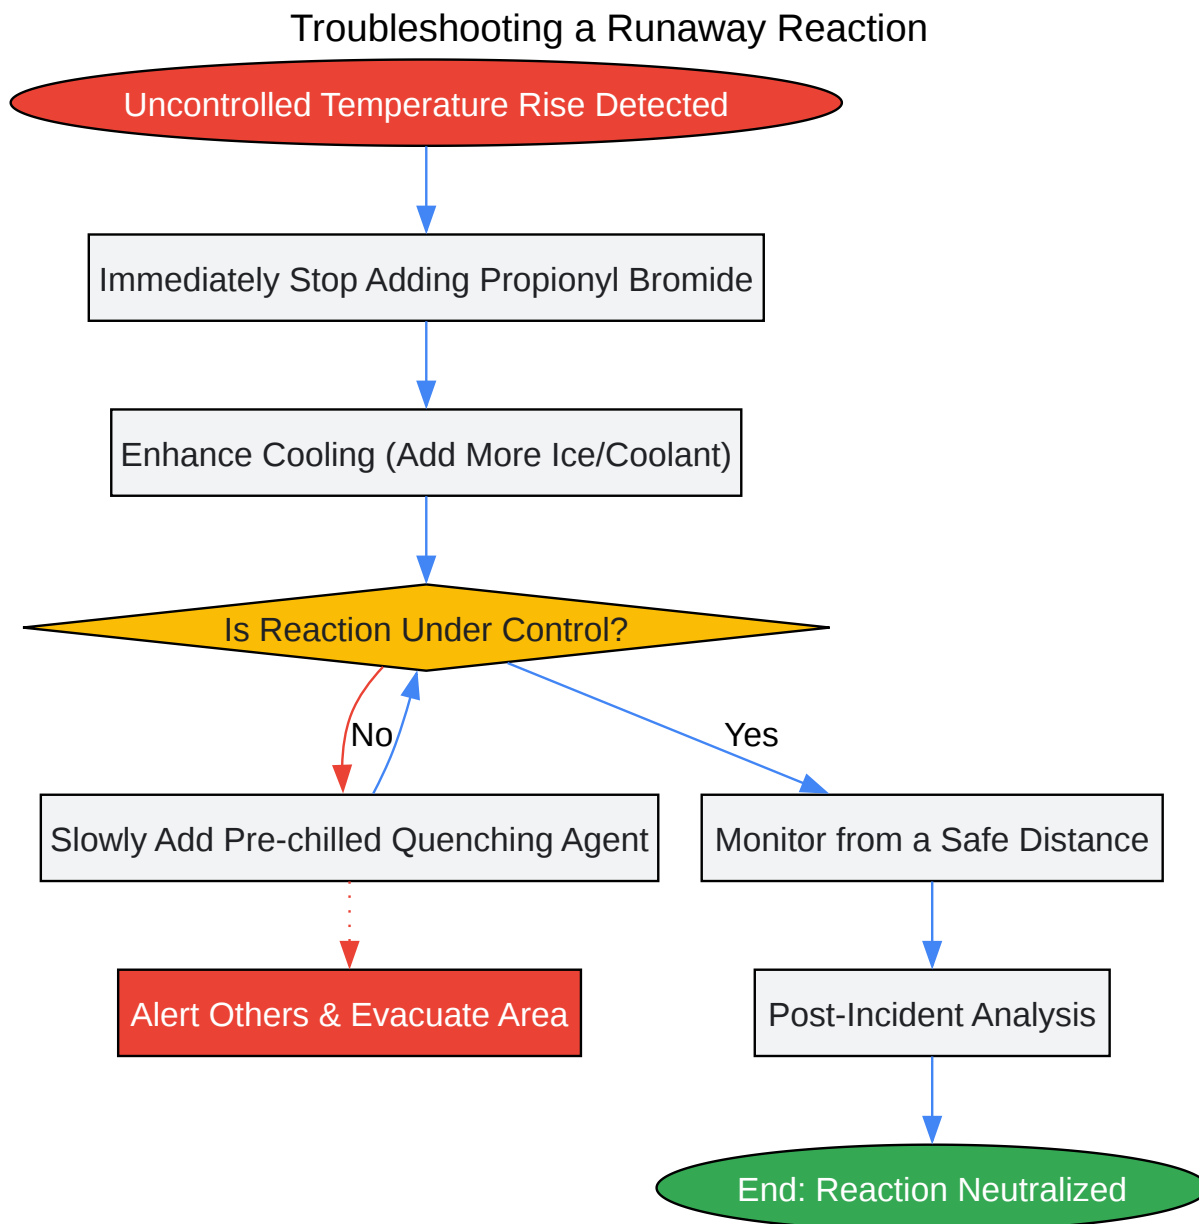 Troubleshooting a Runaway Reaction
Uncontrolled Temperature Rise Detected
Immediately Stop Adding Propionyl Bromide
Enhance Cooling (Add More Ice/Coolant)
Is Reaction Under Control?
No
Yes
Slowly Add Pre-chilled Quenching Agent
Monitor from a Safe Distance
Alert Others & Evacuate Area
Post-Incident Analysis
End: Reaction Neutralized